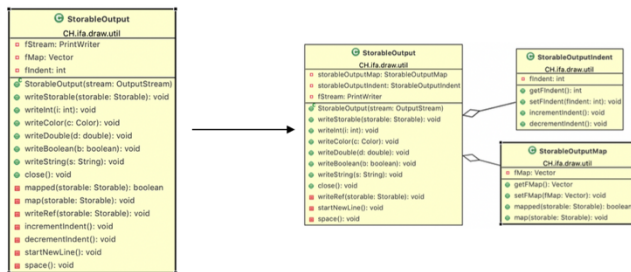 StorableOutput
CH.ifa.draw.util
fStream: PrintWriter
fMap: Vector
fIndent: int
StorableOutput(stream: OutputStream)
writeStorable(storable: Storable): void
writeInt(i: int): void
writeColor(c: Color): void
writeDouble(d: double): void
writeBoolean(b: boolean): void
writeString(s: String): void
close(): void
mapped(storable: Storable): boolean
map(storable: Storable): void
writeRef(storable: Storable): void
incrementIndent(): void
decrementIndent(): void
startNewLine(): void
space(): void
StorableOutput
CH.ifa.draw.util
storableOutputMap: StorableOutputMap
storableOutputIndent: StorableOutputIndent
fStream: PrintWriter
StorableOutput(stream: OutputStream)
writeStorable(storable: Storable): void
writeInt(i: int): void
writeColor(c: Color): void
writeDouble(d: double): void
writeBoolean(b: boolean): void
writeString(s: String): void
close(): void
writeRef(storable: Storable): void
startNewLine(): void
space(): void
StorableOutputIndent
CH.ifa.draw.util
fIndent: int
getFIndent(): int
setFIndent(fIndent: int): void
incrementIndent(): void
decrementIndent(): void
StorableOutputMap
CH.ifa.draw.util
fMap: Vector
getFMap(): Vector
setFMap(fMap: Vector): void
mapped(storable: Storable): boolean
map(storable: Storable): void